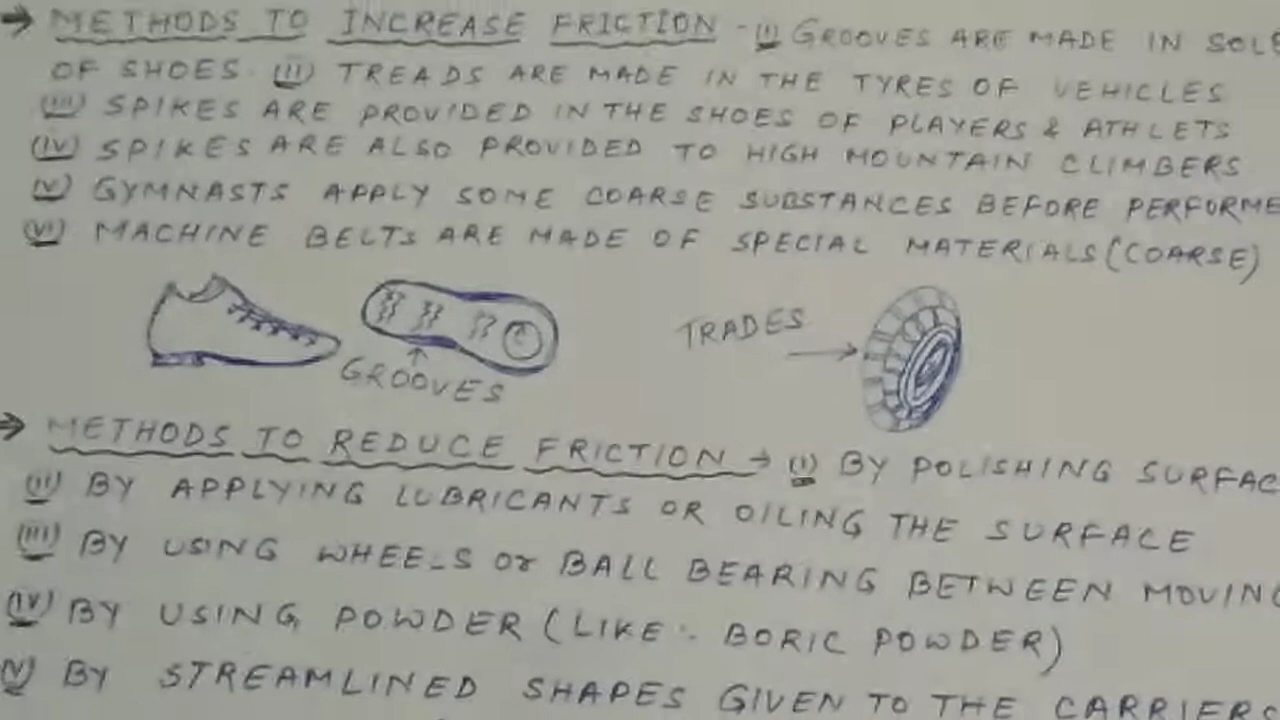 → METHODS TO INCREASE FRICTION - (I) GROOVES ARE MADE IN SOLE
OF SHOES. (II) TREADS ARE MADE IN THE TYRES OF VEHICLES
(III) SPIKES ARE PROVIDED IN THE SHOES OF PLAYERS & ATHLETS
(IV) SPIKES ARE ALSO PROVIDED TO HIGH MOUNTAIN CLIMBERS
(V) GYMNASTS APPLY SOME COARSE SUBSTANCES BEFORE PERFORME
(VI) MACHINE BELTS ARE MADE OF SPECIAL MATERIALS (COARSE)
TRADES
GROOVES
→ METHODS TO REDUCE FRICTION → (I) BY POLISHING SURFAC
(II) BY APPLYING LUBRICANTS OR OILING THE SURFACE
(III) BY USING WHEELS or BALL BEARING BETWEEN MOVING
(IV) BY USING POWDER (LIKE :- BORIC POWDER)
(V) BY STREAMLINED SHAPES GIVEN TO THE CARRIERS